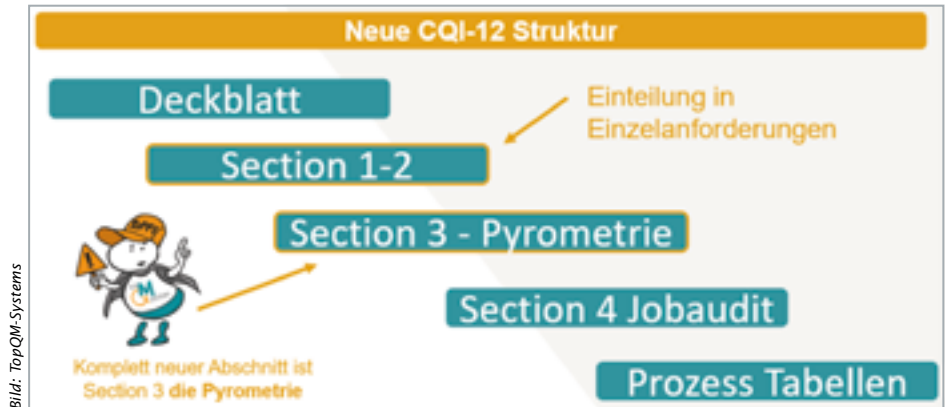 Neue CQI-12 Struktur
Deckblatt
Einteilung in
Einzelanforderungen
Section 1-2
Section 3 - Pyrometrie
Section 4 Jobaudit
Komplett neuer Abschnitt ist
Section 3 die Pyrometrie
Prozess Tabellen
Bild: TopQM-Systems